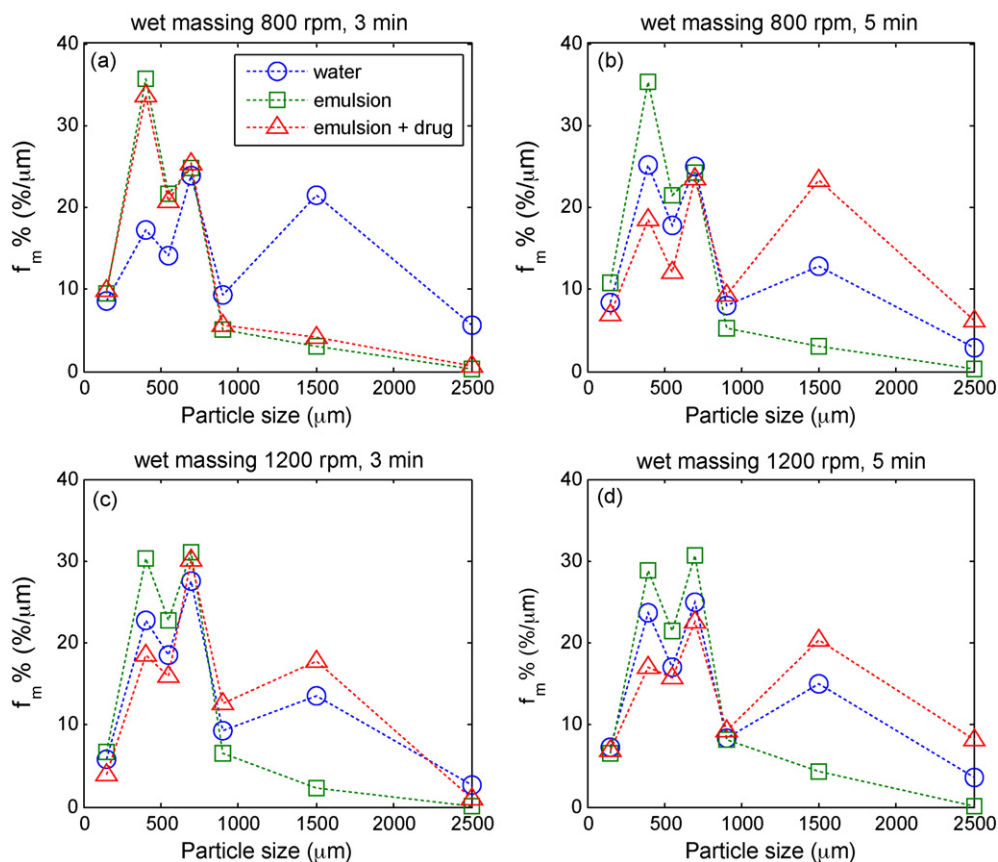 wet massing 800 rpm, 3 min
(a)
water
emulsion
emulsion + drug
40
30
20
10
0
f_m % (%/μm)
0 500 1000 1500 2000 2500
Particle size (μm)
wet massing 800 rpm, 5 min
(b)
40
30
20
10
0
f_m % (%/μm)
0 500 1000 1500 2000 2500
Particle size (μm)
wet massing 1200 rpm, 3 min
(c)
40
30
20
10
0
f_m % (%/μm)
0 500 1000 1500 2000 2500
Particle size (μm)
wet massing 1200 rpm, 5 min
(d)
40
30
20
10
0
f_m % (%/μm)
0 500 1000 1500 2000 2500
Particle size (μm)